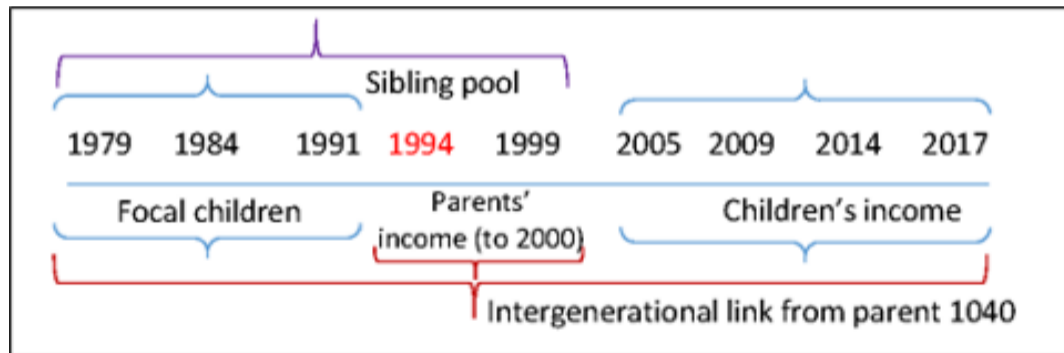 Sibling pool
1979 1984 1991 1994 1999 2005 2009 2014 2017
Focal children
Parents'
income (to 2000)
Children's income
Intergenerational link from parent 1040